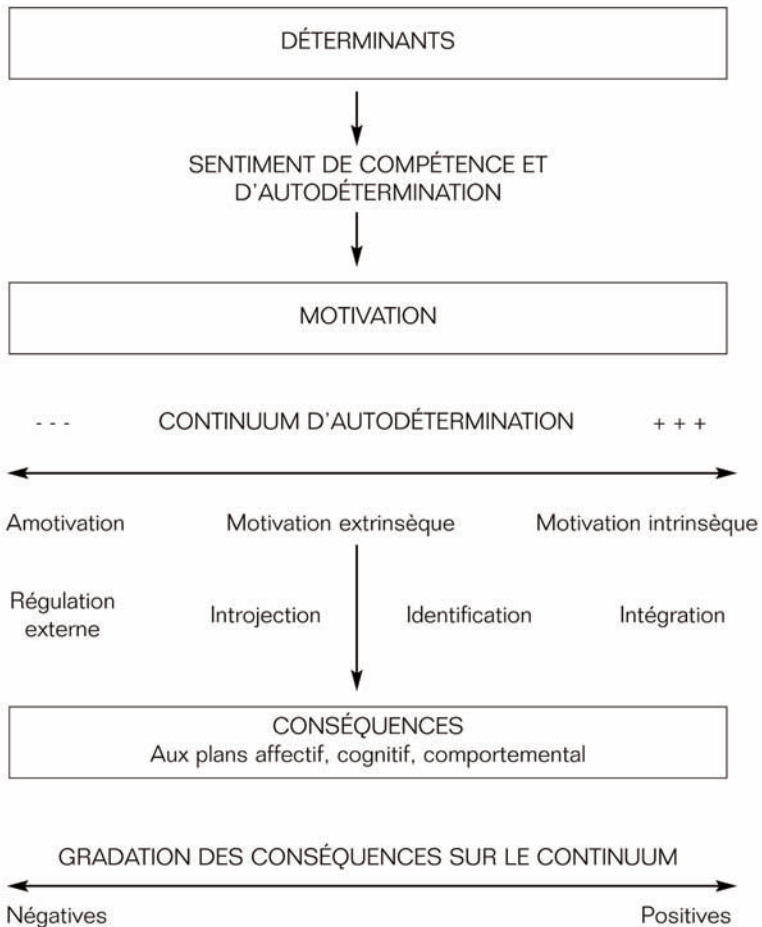 DÉTERMINANTS
SENTIMENT DE COMPÉTENCE ET
D'AUTODÉTERMINATION
MOTIVATION
- - - CONTINUUM D'AUTODÉTERMINATION + + +
Amotivation Motivation extrinsèque Motivation intrinsèque
Régulation
externe
Introjection Identification Intégration
CONSÉQUENCES
Aux plans affectif, cognitif, comportemental
GRADATION DES CONSÉQUENCES SUR LE CONTINUUM
Négatives Positives